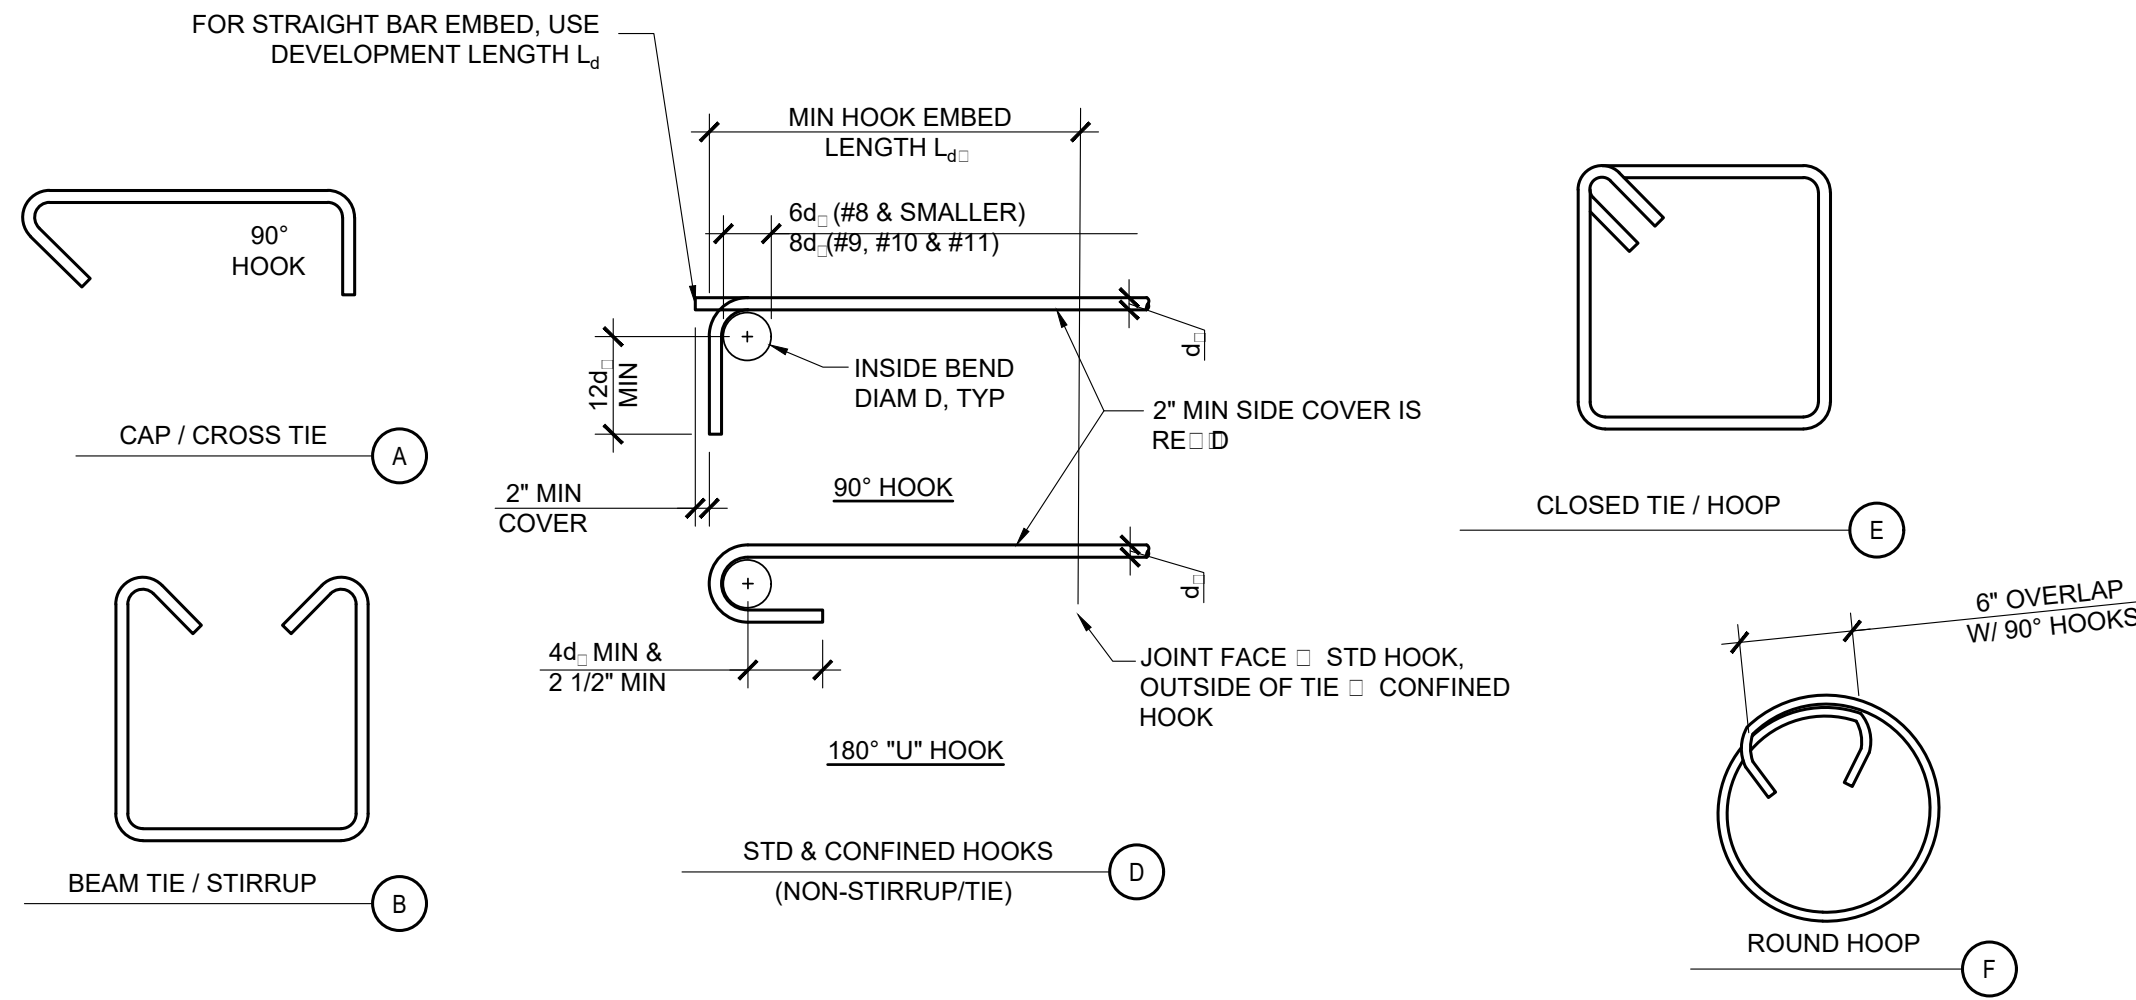 FOR STRAIGHT BAR EMBED, USE
DEVELOPMENT LENGTH Ld
MIN HOOK EMBED
LENGTH Ld□
6d□ (#8 & SMALLER)
8d□ (#9, #10 & #11)
90°
HOOK
CAP / CROSS TIE
A
12d□
MIN
INSIDE BEND
DIAM D, TYP
d□
2" MIN SIDE COVER IS
RE□□D
2" MIN
COVER
90° HOOK
d□
4d□ MIN &
2 1/2" MIN
JOINT FACE □ STD HOOK,
OUTSIDE OF TIE □ CONFINED
HOOK
180° "U" HOOK
BEAM TIE / STIRRUP
B
STD & CONFINED HOOKS
(NON-STIRRUP/TIE)
D
CLOSED TIE / HOOP
E
6" OVERLAP
W/ 90° HOOKS
ROUND HOOP
F